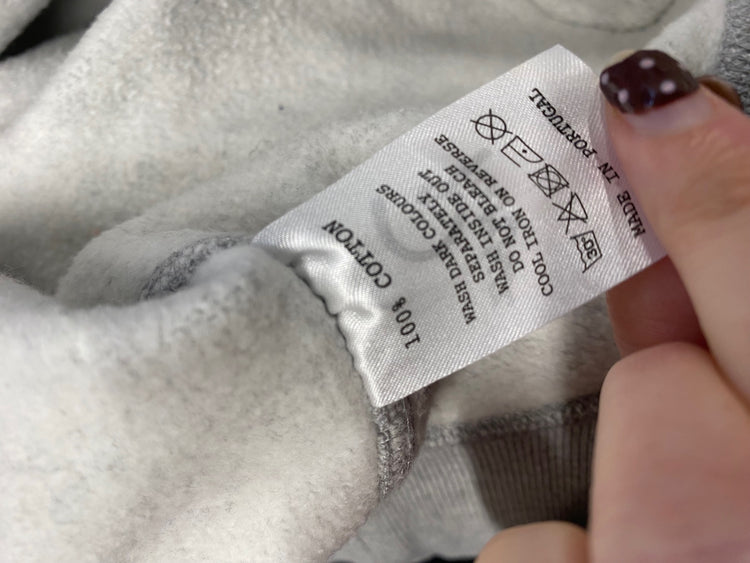 100% COTTON
WASH DARK COLOURS
SEPARATELY
WASH INSIDE OUT
DO NOT BLEACH
COOL IRON ON REVERSE
30°
MADE IN PORTUGAL